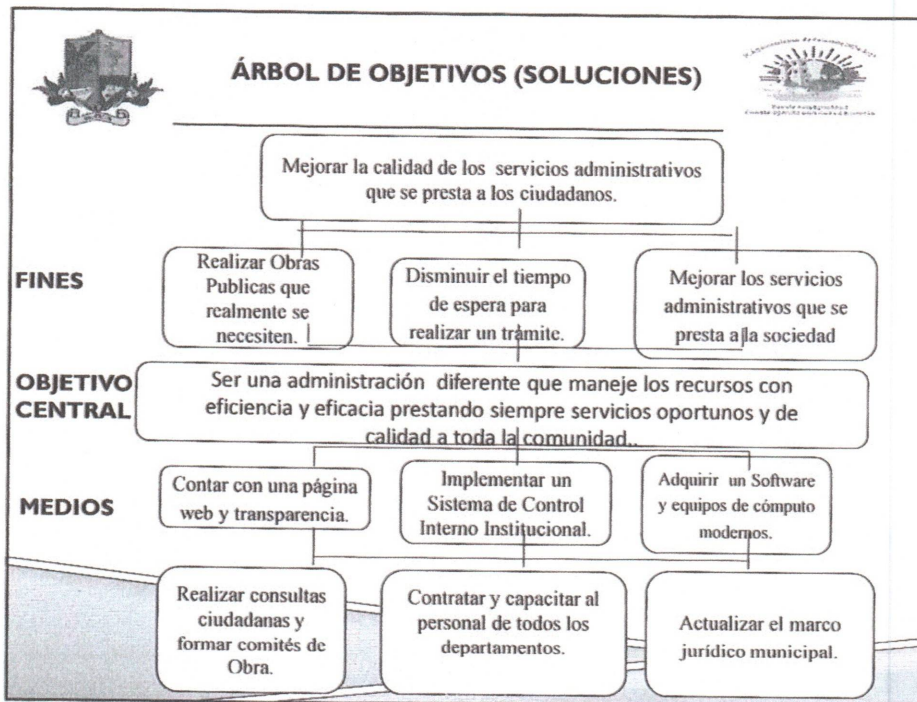 ÁRBOL DE OBJETIVOS (SOLUCIONES)
Mejorar la calidad de los servicios administrativos
que se presta a los ciudadanos.
FINES
Realizar Obras
Publicas que
realmente se
necesiten.
Disminuir el tiempo
de espera para
realizar un trámite.
Mejorar los servicios
administrativos que se
presta a la sociedad
OBJETIVO
CENTRAL
Ser una administración diferente que maneje los recursos con
eficiencia y eficacia prestando siempre servicios oportunos y de
calidad a toda la comunidad..
MEDIOS
Contar con una página
web y transparencia.
Implementar un
Sistema de Control
Interno Institucional.
Adquirir un Software
y equipos de cómputo
modernos.
Realizar consultas
ciudadanas y
formar comités de
Obra.
Contratar y capacitar al
personal de todos los
departamentos.
Actualizar el marco
jurídico municipal.